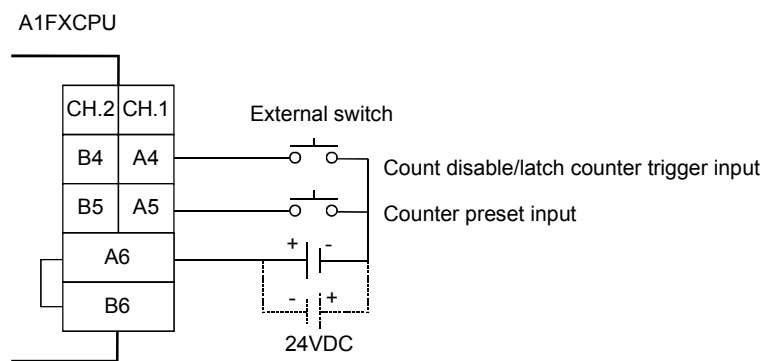 A1FXCPU
CH.2 CH.1
External switch
B4 A4
Count disable/latch counter trigger input
B5 A5
Counter preset input
A6
+ -
B6
- +
24VDC